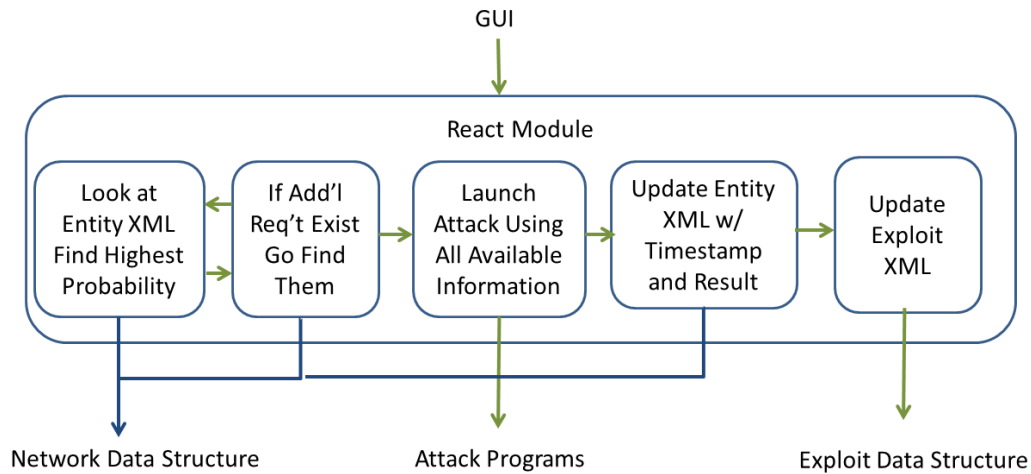 GUI
React Module
Look at
Entity XML
Find Highest
Probability
If Add’l
Req’t Exist
Go Find
Them
Launch
Attack Using
All Available
Information
Update Entity
XML w/
Timestamp
and Result
Update
Exploit
XML
Network Data Structure
Attack Programs
Exploit Data Structure